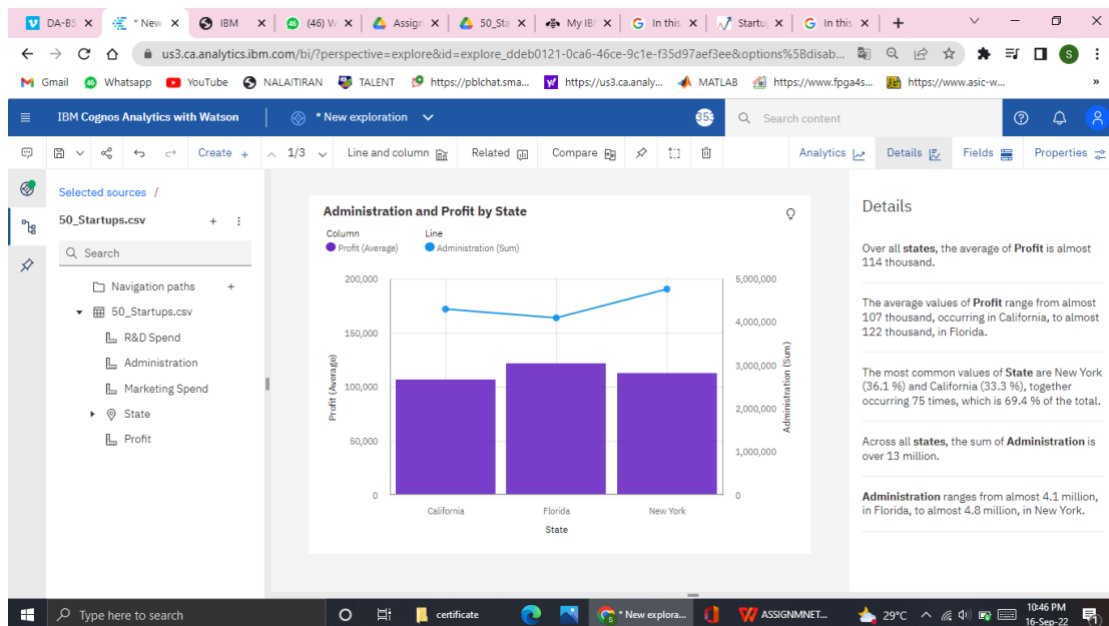 DA-B5
* New
IBM
(46) W
Assign
50_Sta
My IB
In this
Startu
In this
us3.ca.analytics.ibm.com/bi/?perspective=explore&id=explore_ddeb0121-0ca6-46ce-9c1e-f35d97aef3ee&options%5Bdisab...
S
Gmail
Whatsapp
YouTube
NALAITIRAN
TALENT
https://pblchat.sma...
https://us3.ca.analy...
MATLAB
https://www.fpga4s...
https://www.asic-w...
»
IBM Cognos Analytics with Watson
* New exploration
353
Search content
Create +
1/3
Line and column
Related
Compare
Analytics
Details
Fields
Properties
Selected sources /
50_Startups.csv
Search
Navigation paths
50_Startups.csv
R&D Spend
Administration
Marketing Spend
State
Profit
Administration and Profit by State
Column
Line
Profit (Average)
Administration (Sum)
200,000
150,000
100,000
50,000
0
Profit (Average)
5,000,000
4,000,000
3,000,000
2,000,000
1,000,000
0
Administration (Sum)
California
Florida
New York
State
Details
Over all states, the average of Profit is almost
114 thousand.
The average values of Profit range from almost
107 thousand, occurring in California, to almost
122 thousand, in Florida.
The most common values of State are New York
(36.1 %) and California (33.3 %), together
occurring 75 times, which is 69.4 % of the total.
Across all states, the sum of Administration is
over 13 million.
Administration ranges from almost 4.1 million,
in Florida, to almost 4.8 million, in New York.
Type here to search
certificate
* New explora...
ASSIGNMNET...
29°C
10:46 PM
16-Sep-22